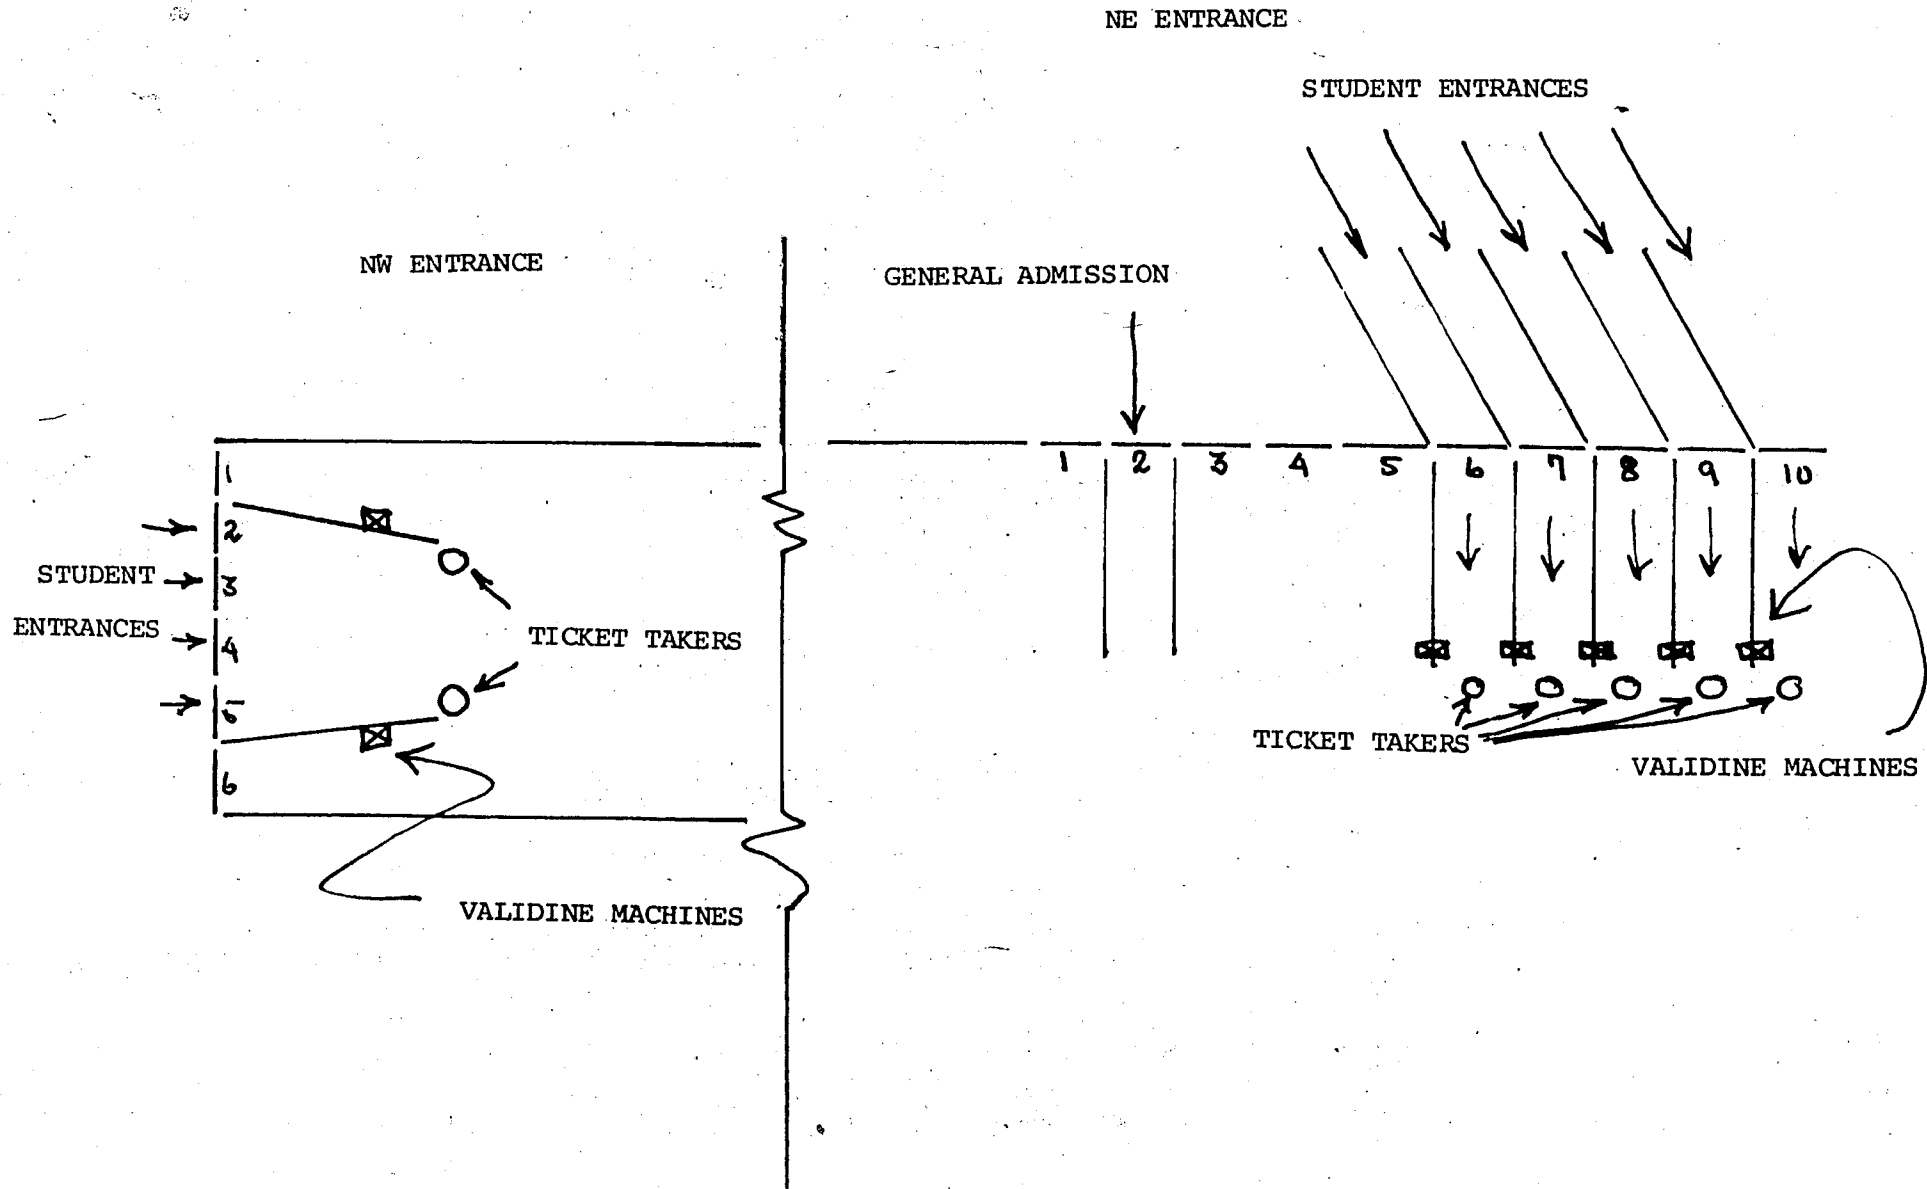 NE ENTRANCE
STUDENT ENTRANCES
NW ENTRANCE
GENERAL ADMISSION
1
2
3
4
5
6
7
8
9
10
1
2
3
4
5
6
STUDENT
ENTRANCES
TICKET TAKERS
TICKET TAKERS
VALIDINE MACHINES
VALIDINE MACHINES